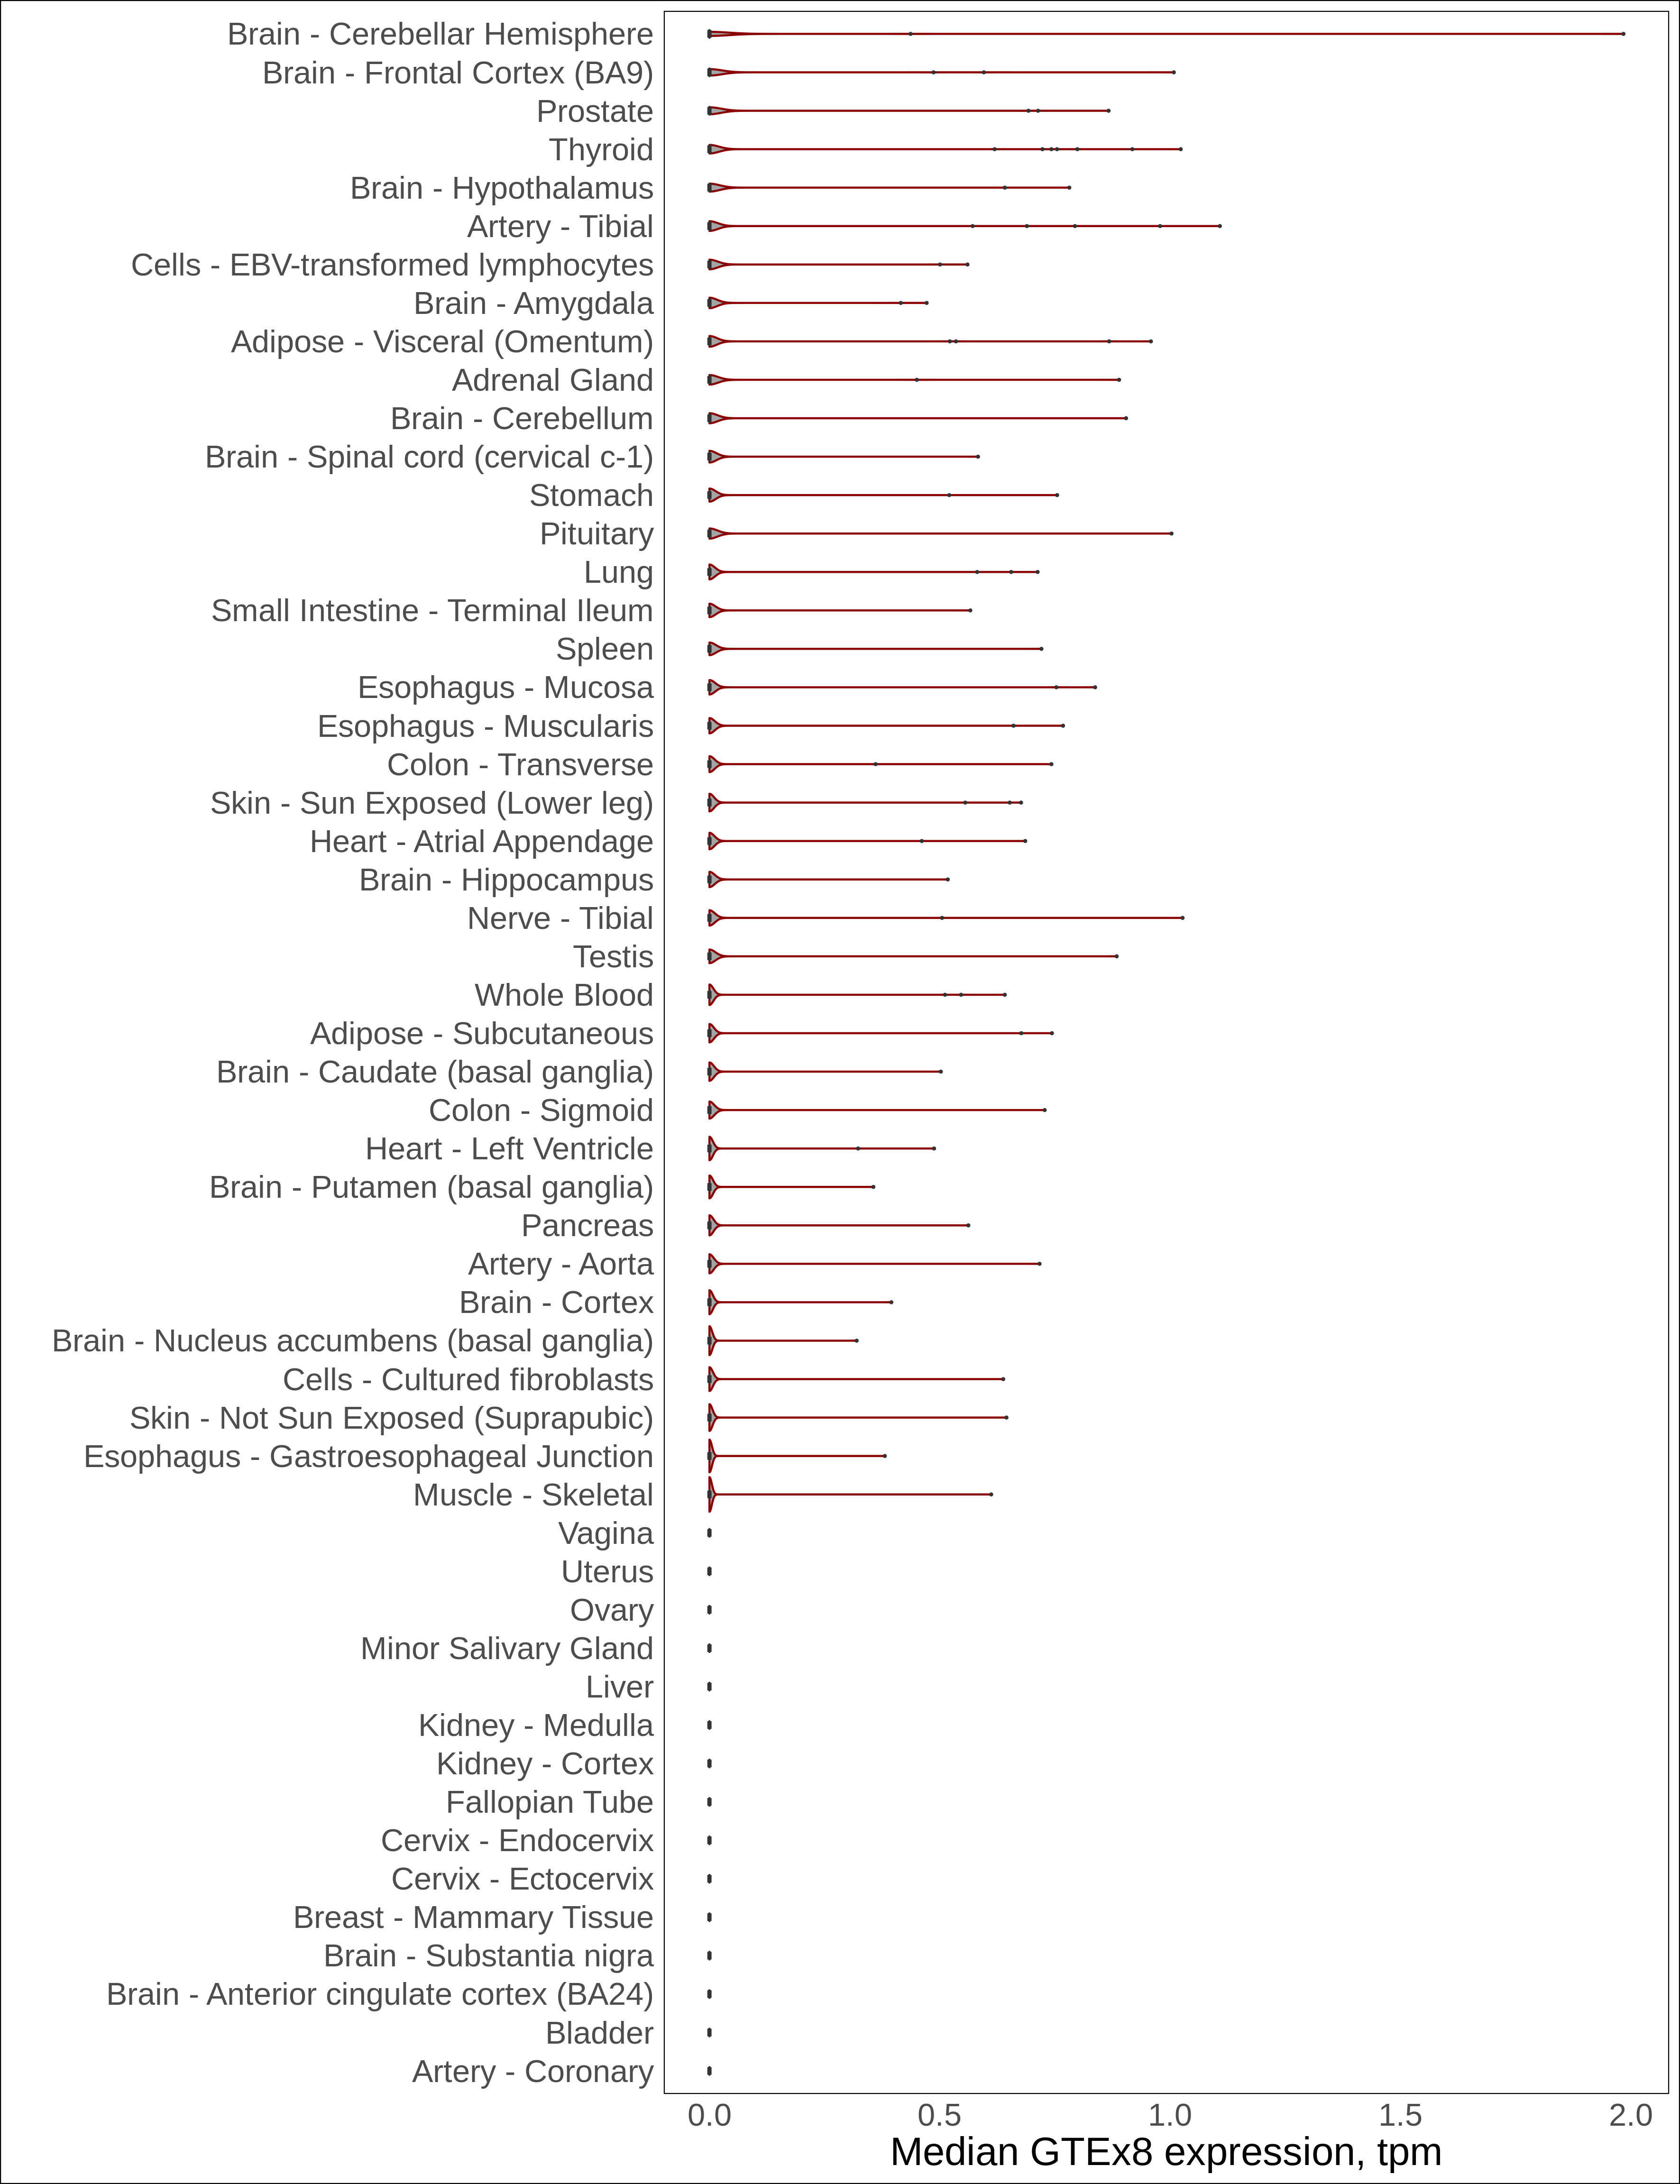 Brain - Cerebellar Hemisphere
Brain - Frontal Cortex (BA9)
Prostate
Thyroid
Brain - Hypothalamus
Artery - Tibial
Cells - EBV-transformed lymphocytes
Brain - Amygdala
Adipose - Visceral (Omentum)
Adrenal Gland
Brain - Cerebellum
Brain - Spinal cord (cervical c-1)
Stomach
Pituitary
Lung
Small Intestine - Terminal Ileum
Spleen
Esophagus - Mucosa
Esophagus - Muscularis
Colon - Transverse
Skin - Sun Exposed (Lower leg)
Heart - Atrial Appendage
Brain - Hippocampus
Nerve - Tibial
Testis
Whole Blood
Adipose - Subcutaneous
Brain - Caudate (basal ganglia)
Colon - Sigmoid
Heart - Left Ventricle
Brain - Putamen (basal ganglia)
Pancreas
Artery - Aorta
Brain - Cortex
Brain - Nucleus accumbens (basal ganglia)
Cells - Cultured fibroblasts
Skin - Not Sun Exposed (Suprapubic)
Esophagus - Gastroesophageal Junction
Muscle - Skeletal
Vagina
Uterus
Ovary
Minor Salivary Gland
Liver
Kidney - Medulla
Kidney - Cortex
Fallopian Tube
Cervix - Endocervix
Cervix - Ectocervix
Breast - Mammary Tissue
Brain - Substantia nigra
Brain - Anterior cingulate cortex (BA24)
Bladder
Artery - Coronary
0.0 0.5 1.0 1.5 2.0
Median GTEx8 expression, tpm